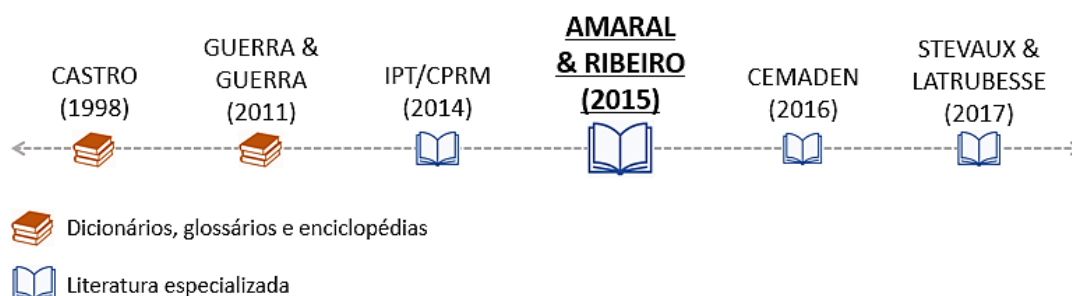 CASTRO
(1998)
GUERRA &
GUERRA
(2011)
IPT/CPRM
(2014)
AMARAL
& RIBEIRO
(2015)
CEMADEN
(2016)
STEVAUX &
LATRUBESSE
(2017)
Dicionários, glossários e enciclopédias
Literatura especializada